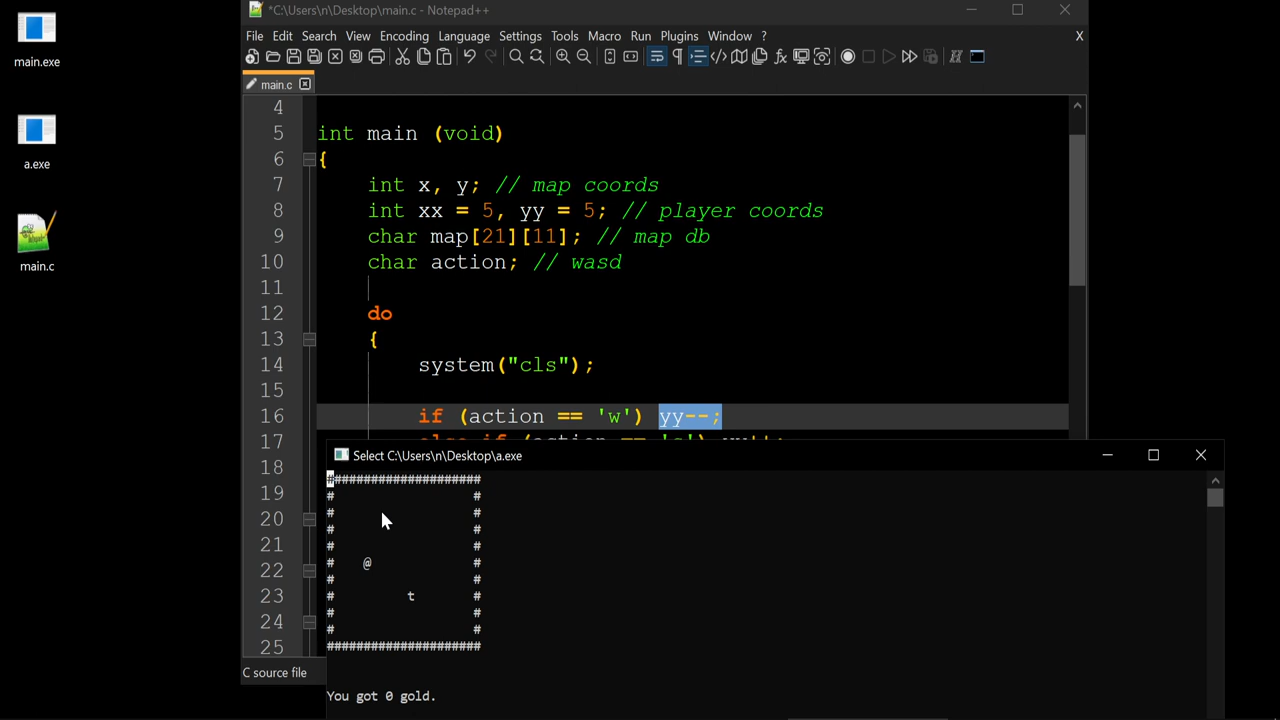 main.exe
a.exe
main.c
*C:\Users\n\Desktop\main.c - Notepad++
File Edit Search View Encoding Language Settings Tools Macro Run Plugins Window ? X
main.c
4
5 int main (void)
6 {
7 int x, y; // map coords
8 int xx = 5, yy = 5; // player coords
9 char map[21][11]; // map db
10 char action; // wasd
11
12 do
13 {
14 system("cls");
15
16 if (action == 'w') yy--;
17 else if (action == 's') yy++;
18
19
20
21
22
23
24
25
C source file
Select C:\Users\n\Desktop\a.exe
#####################
# #
# #
# #
# #
# @ #
# #
# t #
# #
# #
#####################
You got 0 gold.